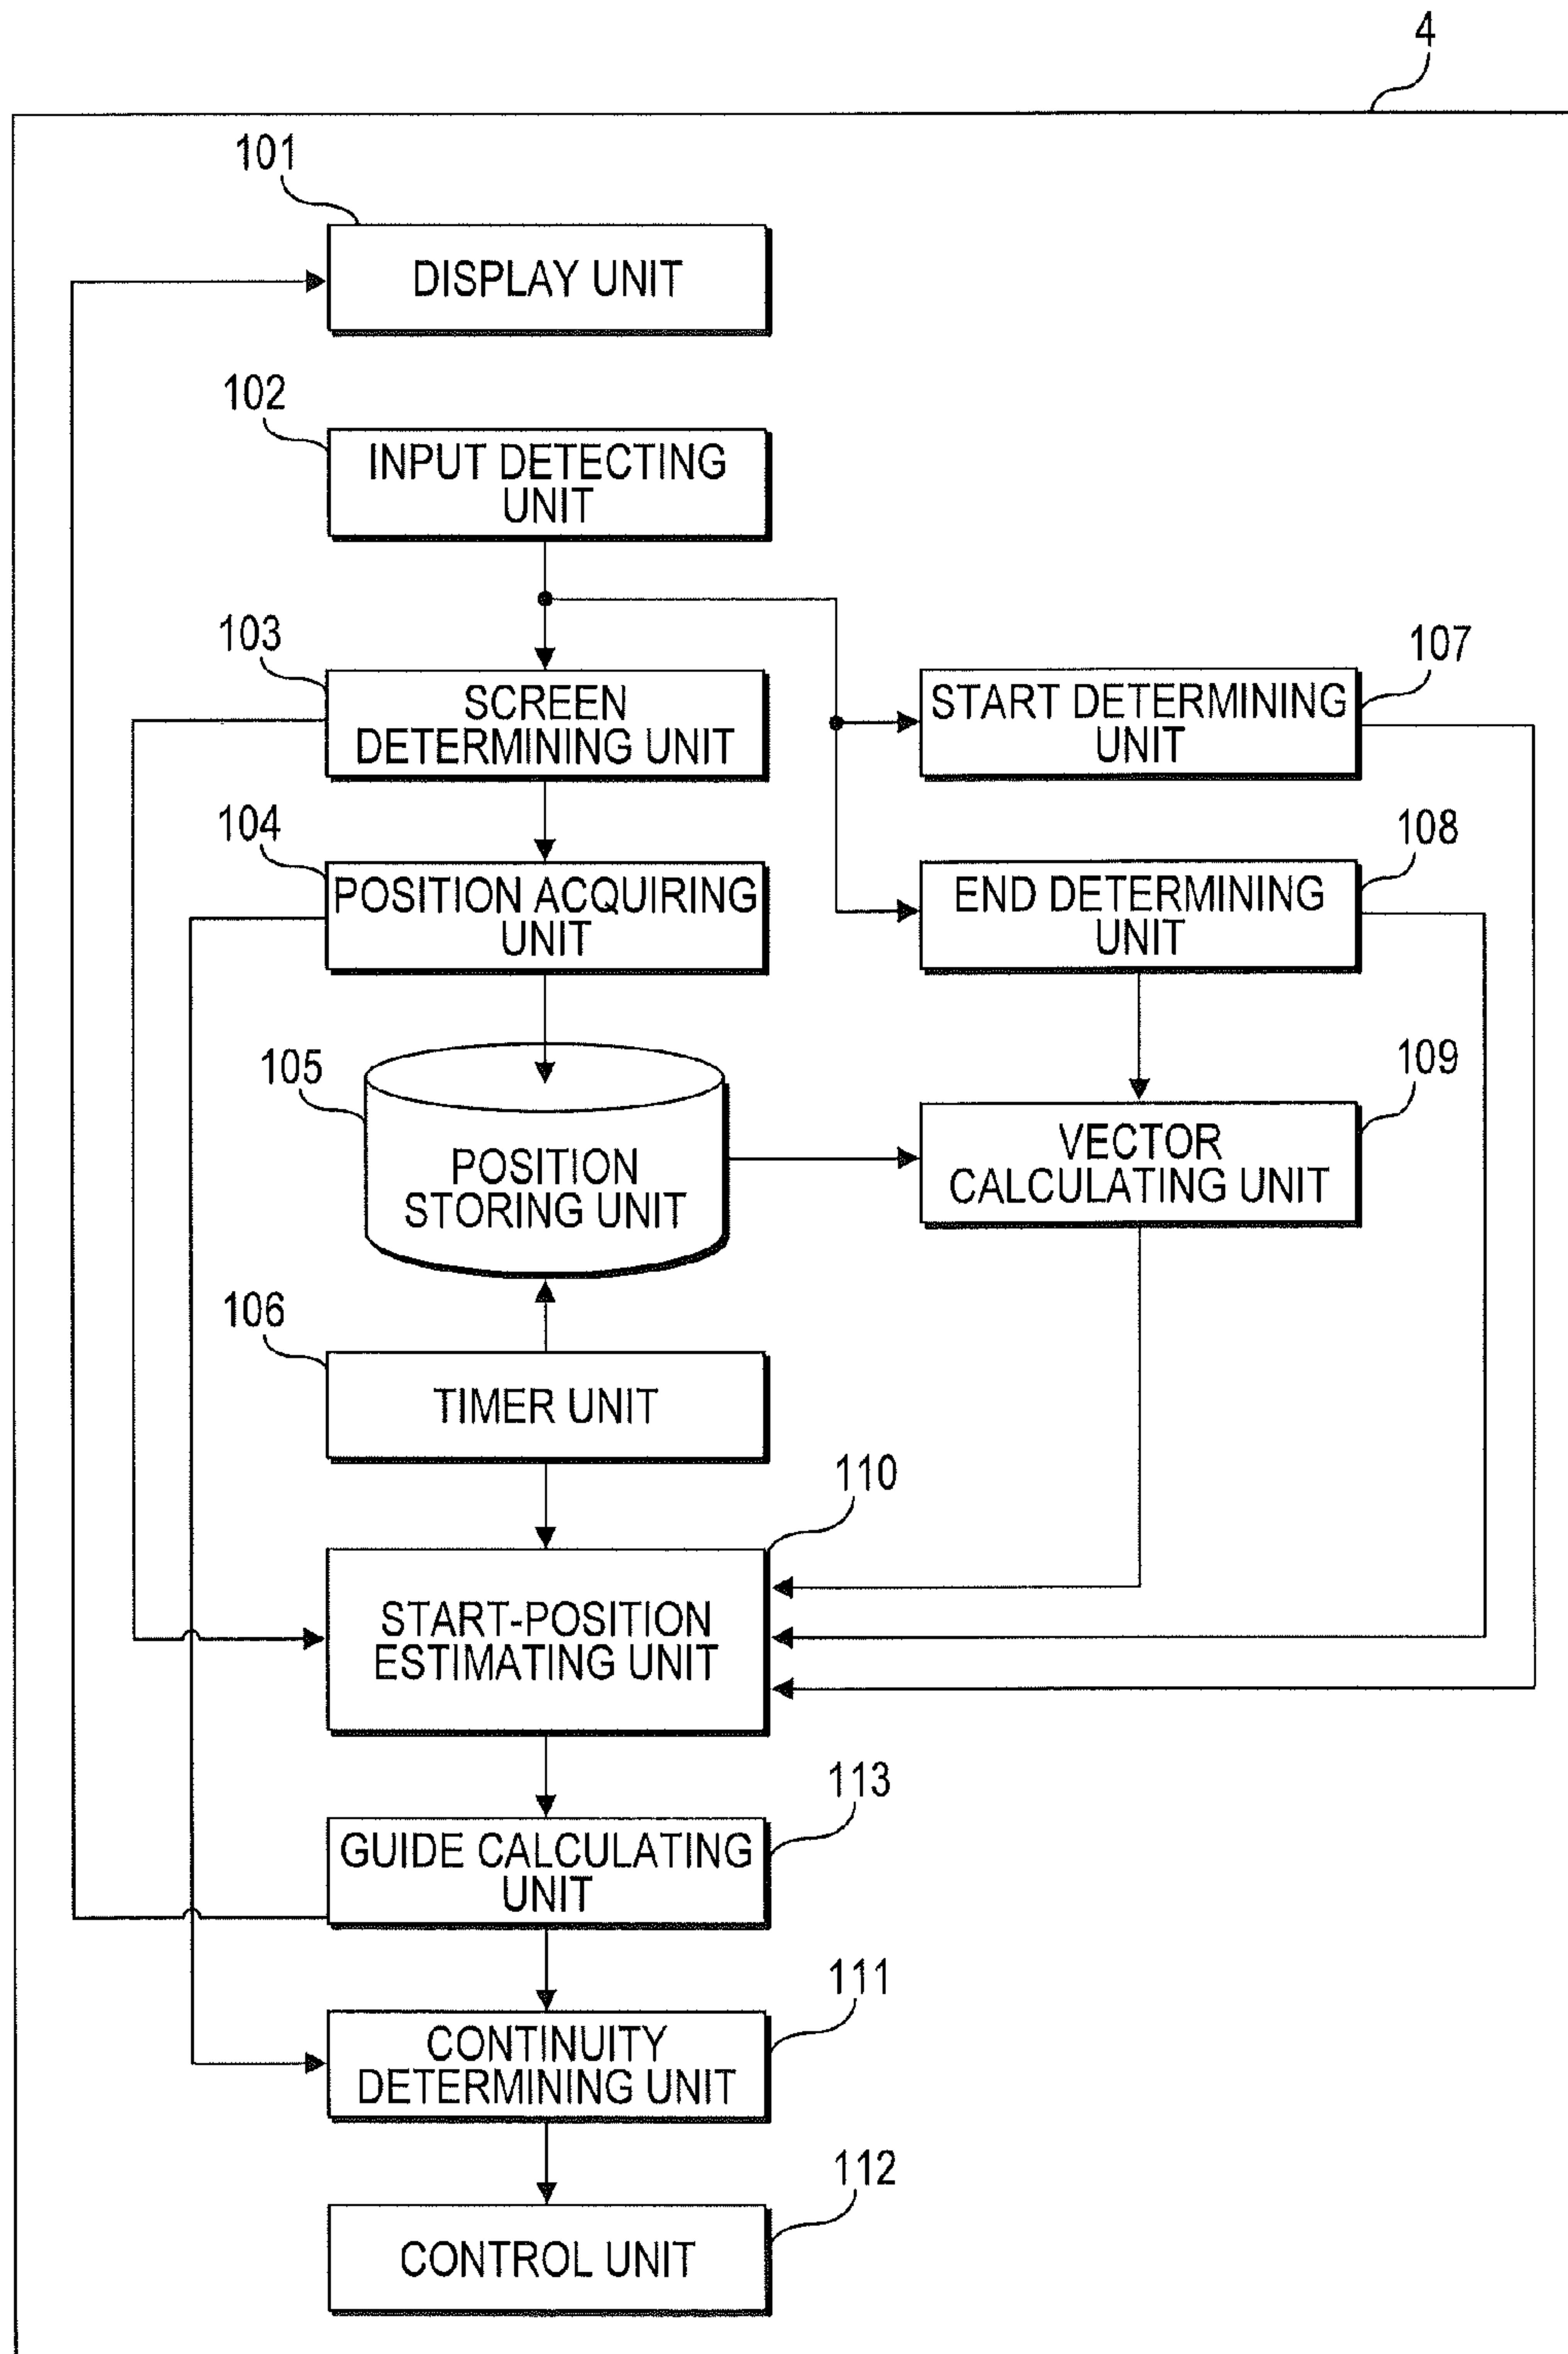 4
101
DISPLAY UNIT
102
INPUT DETECTING
UNIT
103
SCREEN
DETERMINING UNIT
107
START DETERMINING
UNIT
104
POSITION ACQUIRING
UNIT
108
END DETERMINING
UNIT
105
POSITION
STORING UNIT
109
VECTOR
CALCULATING UNIT
106
TIMER UNIT
110
START-POSITION
ESTIMATING UNIT
113
GUIDE CALCULATING
UNIT
111
CONTINUITY
DETERMINING UNIT
112
CONTROL UNIT